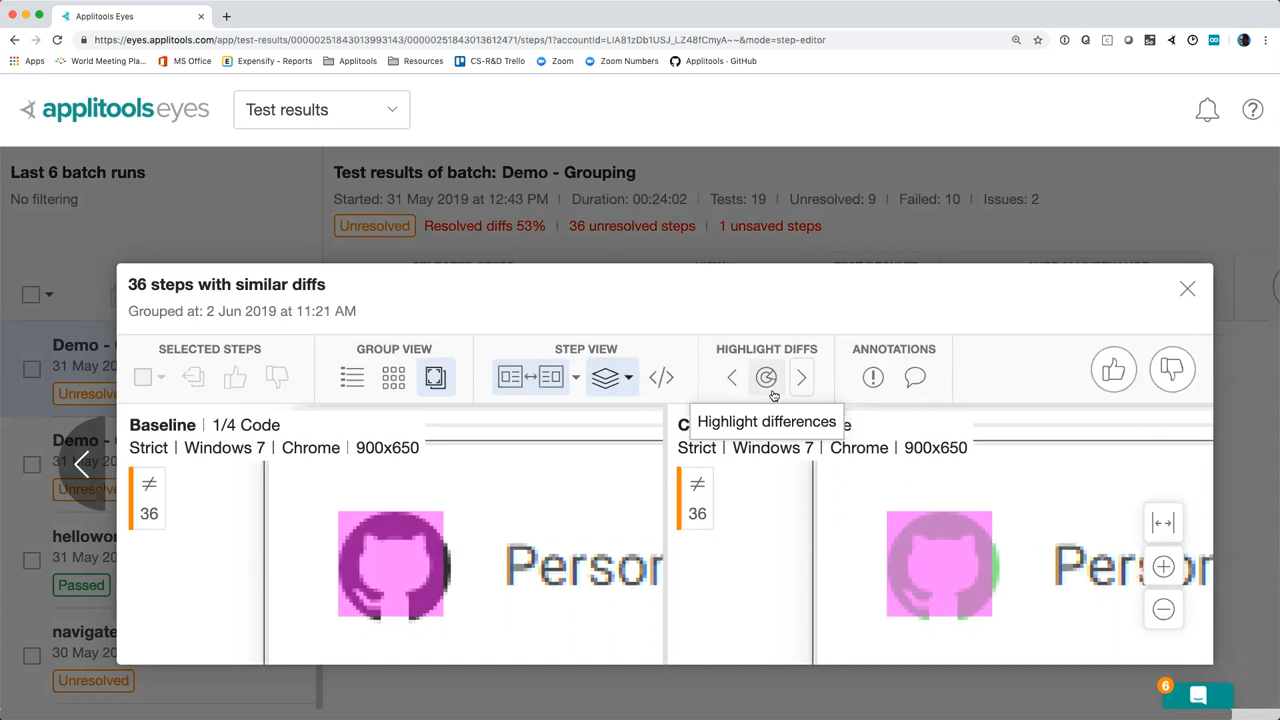 Applitools Eyes
https://eyes.applitools.com/app/test-results/00000251843013993143/00000251843013612471/steps/1?accountId=LIA81zDb1USJ_LZ48fCmyA~~&mode=step-editor
Apps World Meeting Pla... MS Office Expensify - Reports Applitools Resources CS-R&D Trello Zoom Zoom Numbers Applitools · GitHub
applitools eyes Test results
Last 6 batch runs
No filtering
Test results of batch: Demo - Grouping
Started: 31 May 2019 at 12:43 PM Duration: 00:24:02 Tests: 19 Unresolved: 9 Failed: 10 Issues: 2
Unresolved Resolved diffs 53% 36 unresolved steps 1 unsaved steps
36 steps with similar diffs
Grouped at: 2 Jun 2019 at 11:21 AM
SELECTED STEPS GROUP VIEW STEP VIEW HIGHLIGHT DIFFS ANNOTATIONS
Highlight differences
Baseline | 1/4 Code
Strict | Windows 7 | Chrome | 900x650
≠
36
Person
C e
Strict | Windows 7 | Chrome | 900x650
≠
36
Person
Demo -
31 May 20
Unresolved
Demo -
31 May 20
Unresolv
hellowor
31 May 20
Passed
navigate
30 May 20
Unresolved
6